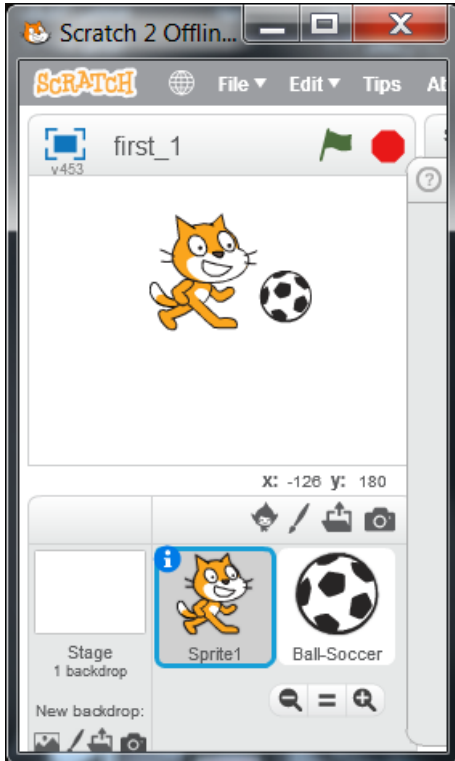 Scratch 2 Offlin...
SCRATCH File Edit Tips
first_1
v453
?
X: -126 y: 180
i
Stage
1 backdrop
Sprite1
Ball-Soccer
New backdrop: